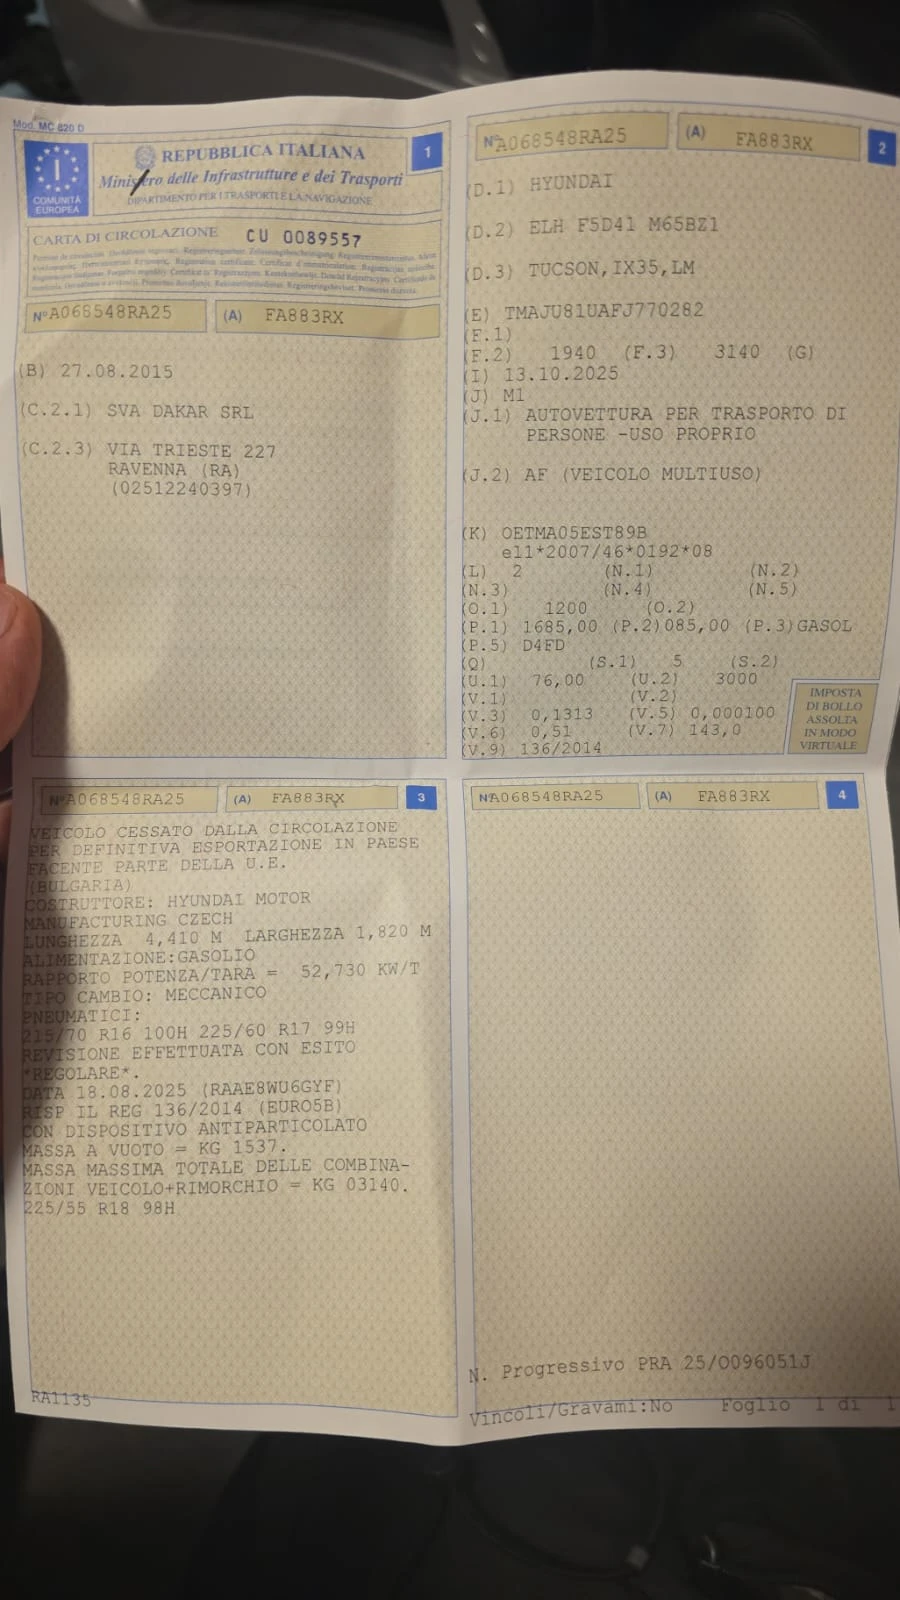 Mod. MC 820 D
I
COMUNITÀ
EUROPEA
REPUBBLICA ITALIANA
1
Ministero delle Infrastrutture e dei Trasporti
DIPARTIMENTO PER I TRASPORTI E LA NAVIGAZIONE
CARTA DI CIRCOLAZIONE CU 0089557
N° A068548RA25 (A) FA883RX
(B) 27.08.2015
(C.2.1) SVA DAKAR SRL
(C.2.3) VIA TRIESTE 227
RAVENNA (RA)
(02512240397)
N° A068548RA25 (A) FA883RX 2
(D.1) HYUNDAI
(D.2) ELH F5D41 M65BZ1
(D.3) TUCSON,IX35,LM
(E) TMAJU81UAFJ770282
(F.1)
(F.2) 1940 (F.3) 3140 (G)
(I) 13.10.2025
(J) M1
(J.1) AUTOVETTURA PER TRASPORTO DI
PERSONE -USO PROPRIO
(J.2) AF (VEICOLO MULTIUSO)
(K) OETMA05EST89B
e11*2007/46*0192*08
(L) 2 (N.1) (N.2)
(N.3) (N.4) (N.5)
(O.1) 1200 (O.2)
(P.1) 1685,00 (P.2)085,00 (P.3)GASOL
(P.5) D4FD
(Q) (S.1) 5 (S.2)
(U.1) 76,00 (U.2) 3000
(V.1) (V.2)
(V.3) 0,1313 (V.5) 0,000100
(V.6) 0,51 (V.7) 143,0
(V.9) 136/2014
IMPOSTA
DI BOLLO
ASSOLTA
IN MODO
VIRTUALE
N° A068548RA25 (A) FA883RX 3
VEICOLO CESSATO DALLA CIRCOLAZIONE
PER DEFINITIVA ESPORTAZIONE IN PAESE
FACENTE PARTE DELLA U.E.
(BULGARIA)
COSTRUTTORE: HYUNDAI MOTOR
MANUFACTURING CZECH
LUNGHEZZA 4,410 M LARGHEZZA 1,820 M
ALIMENTAZIONE:GASOLIO
RAPPORTO POTENZA/TARA = 52,730 KW/T
TIPO CAMBIO: MECCANICO
PNEUMATICI:
215/70 R16 100H 225/60 R17 99H
REVISIONE EFFETTUATA CON ESITO
*REGOLARE*.
DATA 18.08.2025 (RAAE8WU6GYF)
RISP IL REG 136/2014 (EURO5B)
CON DISPOSITIVO ANTIPARTICOLATO
MASSA A VUOTO = KG 1537.
MASSA MASSIMA TOTALE DELLE COMBINA-
ZIONI VEICOLO+RIMORCHIO = KG 03140.
225/55 R18 98H
RA1135
N° A068548RA25 (A) FA883RX 4
N. Progressivo PRA 25/O096051J
Vincoli/Gravami:No Foglio 1 di 1